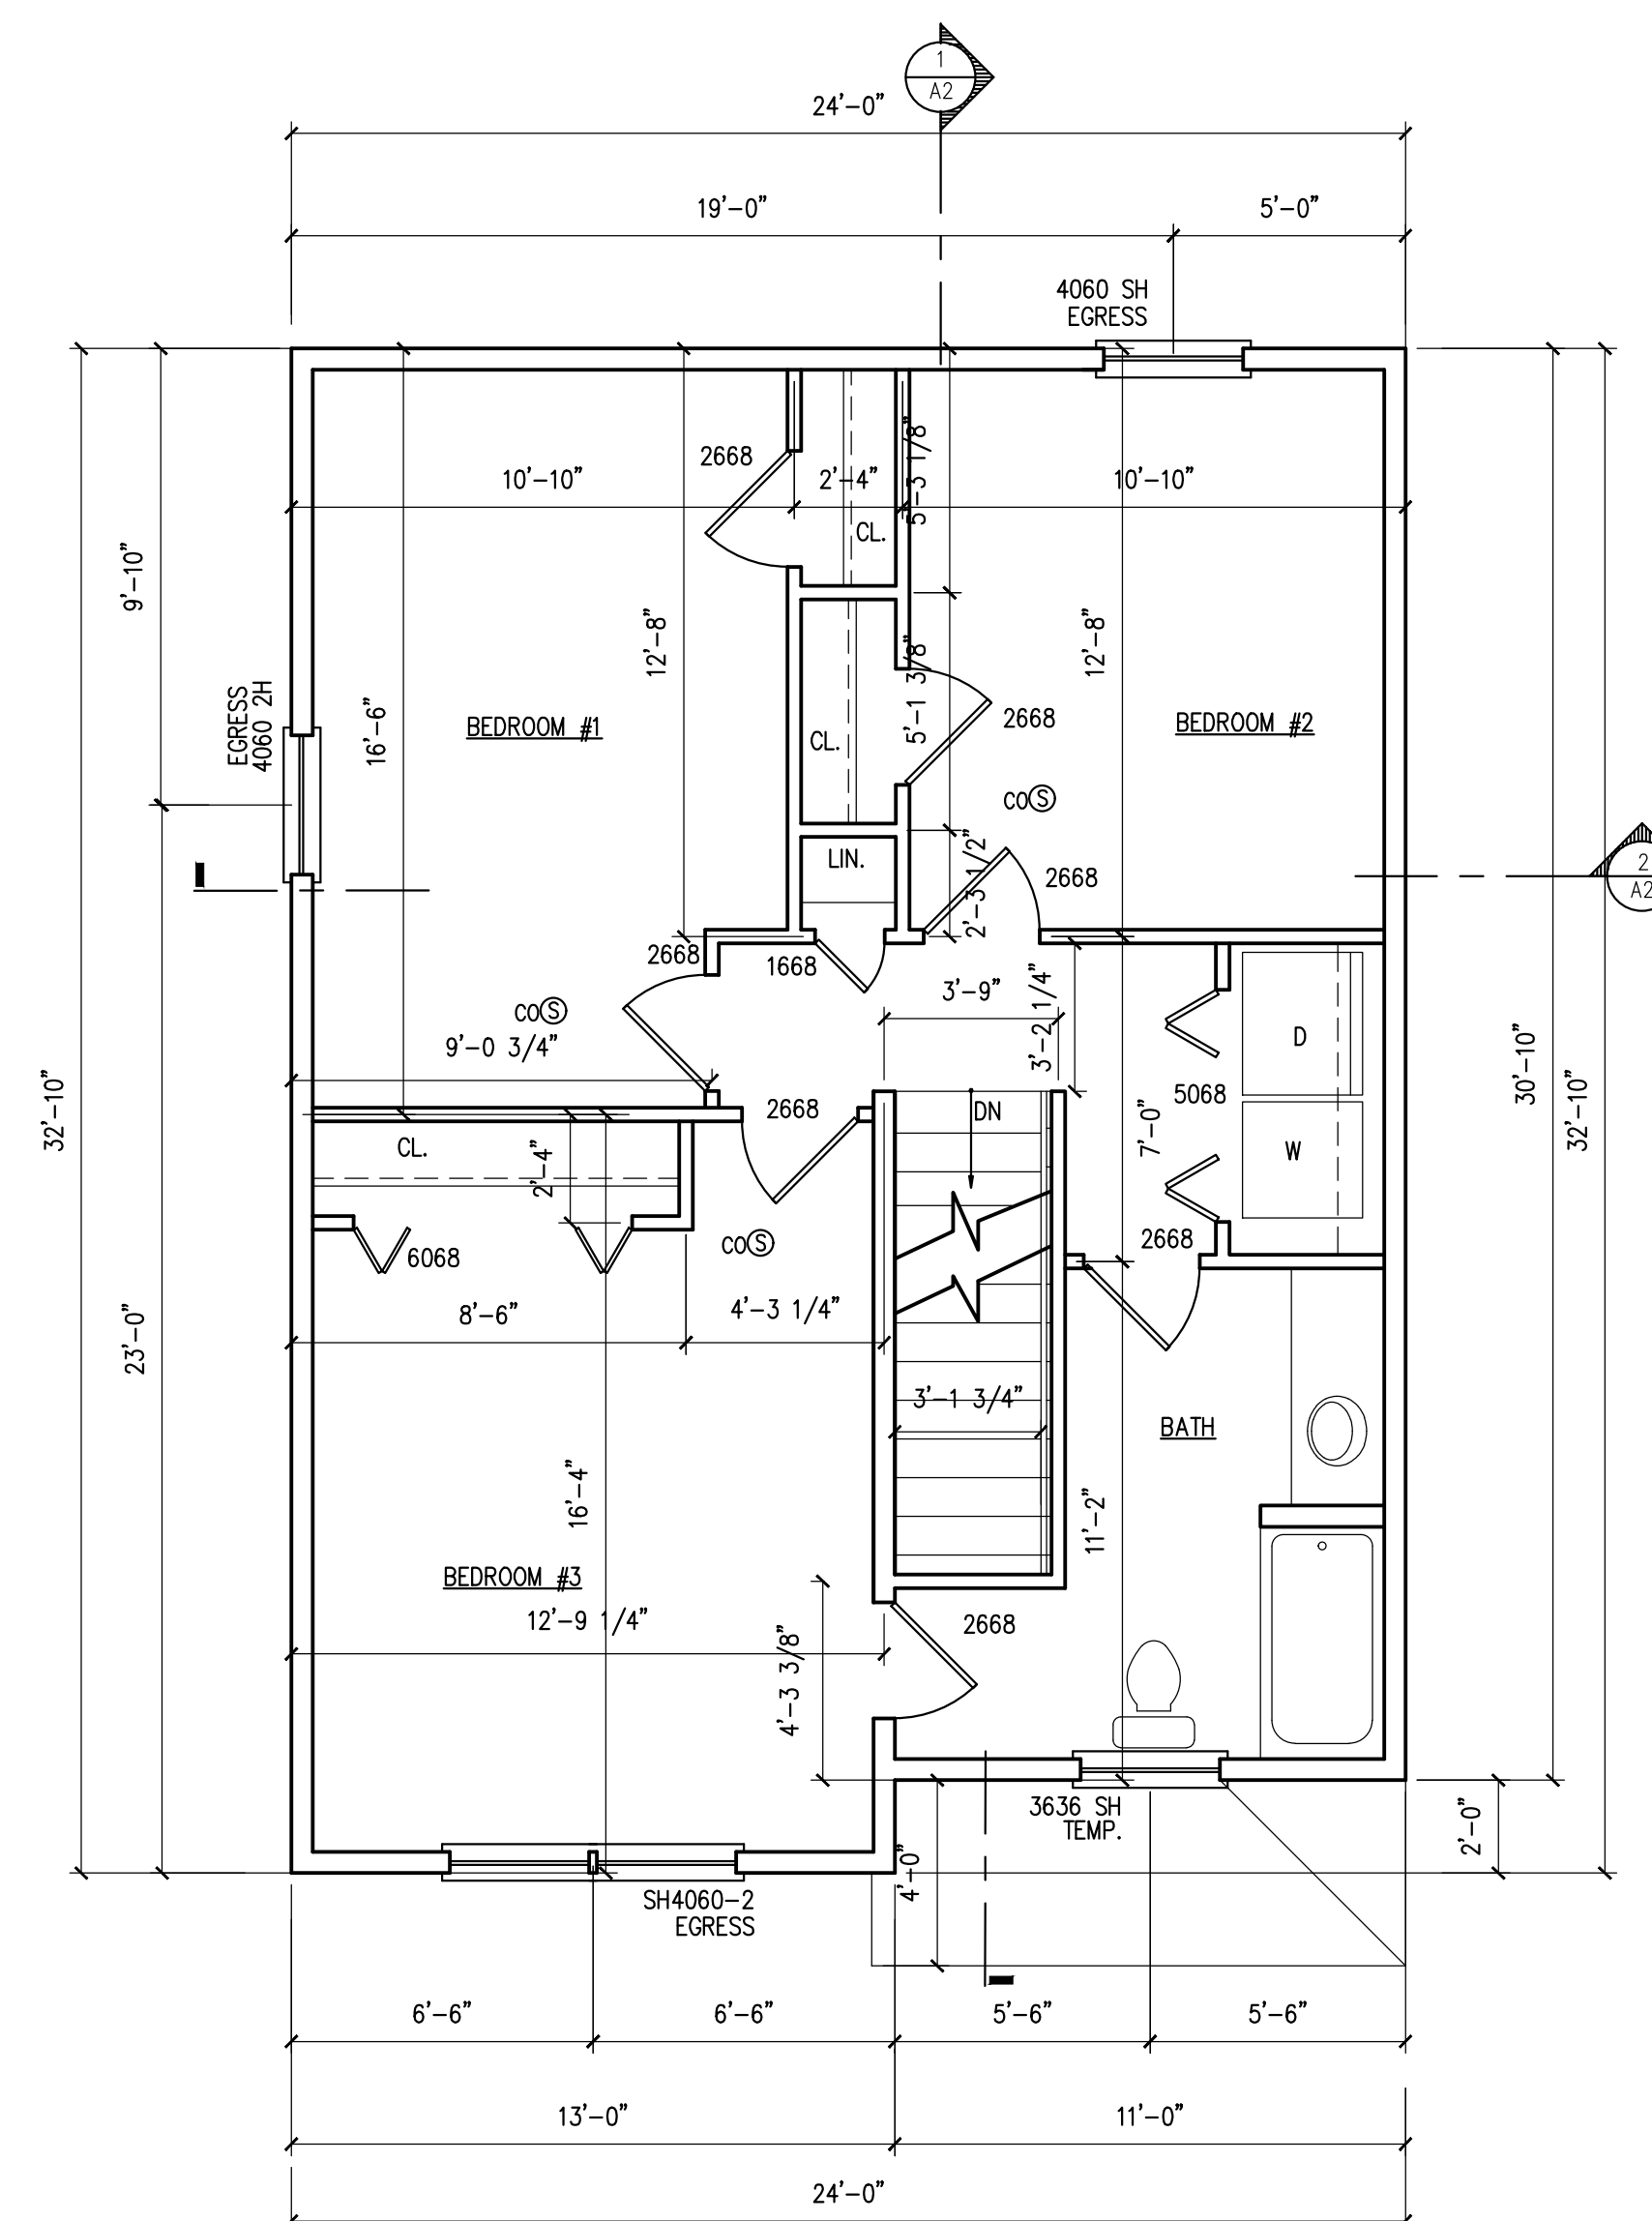 1
A2
24'-0"
19'-0"
5'-0"
4060 SH
EGRESS
2668
5'-3 1/8"
10'-10"
2'-4"
10'-10"
CL.
9'-10"
12'-8"
12'-8"
5'-1 3/8"
EGRESS
4060 2H
16'-6"
BEDROOM #1
2668
BEDROOM #2
CL.
CO S
2'-3 1/2"
LIN.
2668
2
A2
2668
1668
3'-9"
3'-2 1/4"
CO S
9'-0 3/4"
D
30'-10"
32'-10"
32'-10"
5068
2668
DN
7'-0"
W
CL.
2'-4"
2668
CO S
6068
8'-6"
4'-3 1/4"
23'-0"
3'-1 3/4"
BATH
16'-4"
11'-2"
BEDROOM #3
12'-9 1/4"
2668
4'-3 3/8"
3636 SH
TEMP.
2'-0"
4'-0"
SH4060-2
EGRESS
6'-6"
6'-6"
5'-6"
5'-6"
13'-0"
11'-0"
24'-0"